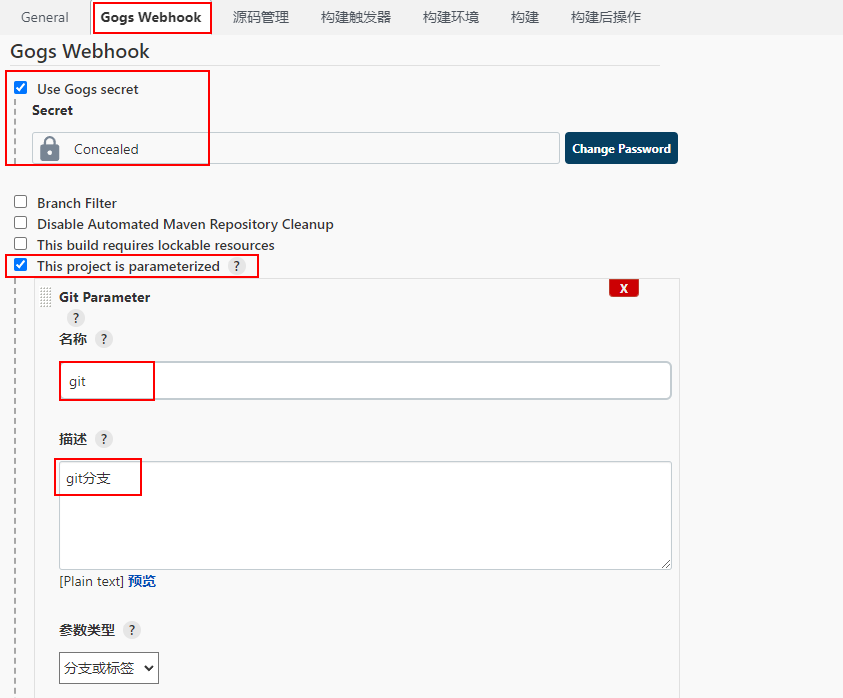 General Gogs Webhook 源码管理 构建触发器 构建环境 构建 构建后操作
Gogs Webhook
Use Gogs secret
Secret
Concealed Change Password
Branch Filter
Disable Automated Maven Repository Cleanup
This build requires lockable resources
This project is parameterized ?
Git Parameter X
?
名称 ?
git
描述 ?
git分支
[Plain text] 预览
参数类型 ?
分支或标签